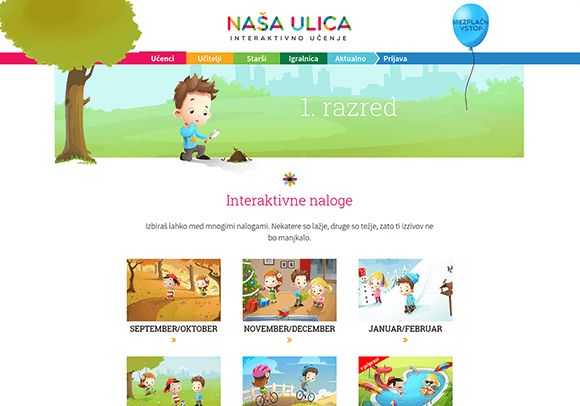 NAŠA ULICA
INTERAKTIVNO UČENJE
BREZPLAČNI
VSTOP
Učenci Učitelji Starši Igralnica Aktualno Prijava
1. razred
Interaktivne naloge
Izbiraš lahko med mnogimi nalogami. Nekatere so lažje, druge so težje, zato ti izzivov ne
bo manjkalo.
SEPTEMBER/OKTOBER NOVEMBER/DECEMBER JANUAR/FEBRUAR